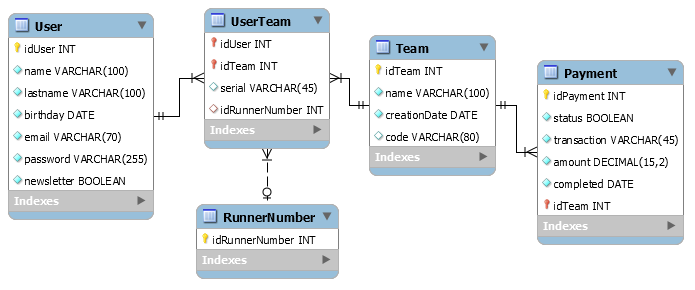 User
idUser INT
name VARCHAR(100)
lastname VARCHAR(100)
birthday DATE
email VARCHAR(70)
password VARCHAR(255)
newsletter BOOLEAN
Indexes
UserTeam
idUser INT
idTeam INT
serial VARCHAR(45)
idRunnerNumber INT
Indexes
Team
idTeam INT
name VARCHAR(100)
creationDate DATE
code VARCHAR(80)
Indexes
Payment
idPayment INT
status BOOLEAN
transaction VARCHAR(45)
amount DECIMAL(15,2)
completed DATE
idTeam INT
Indexes
RunnerNumber
idRunnerNumber INT
Indexes